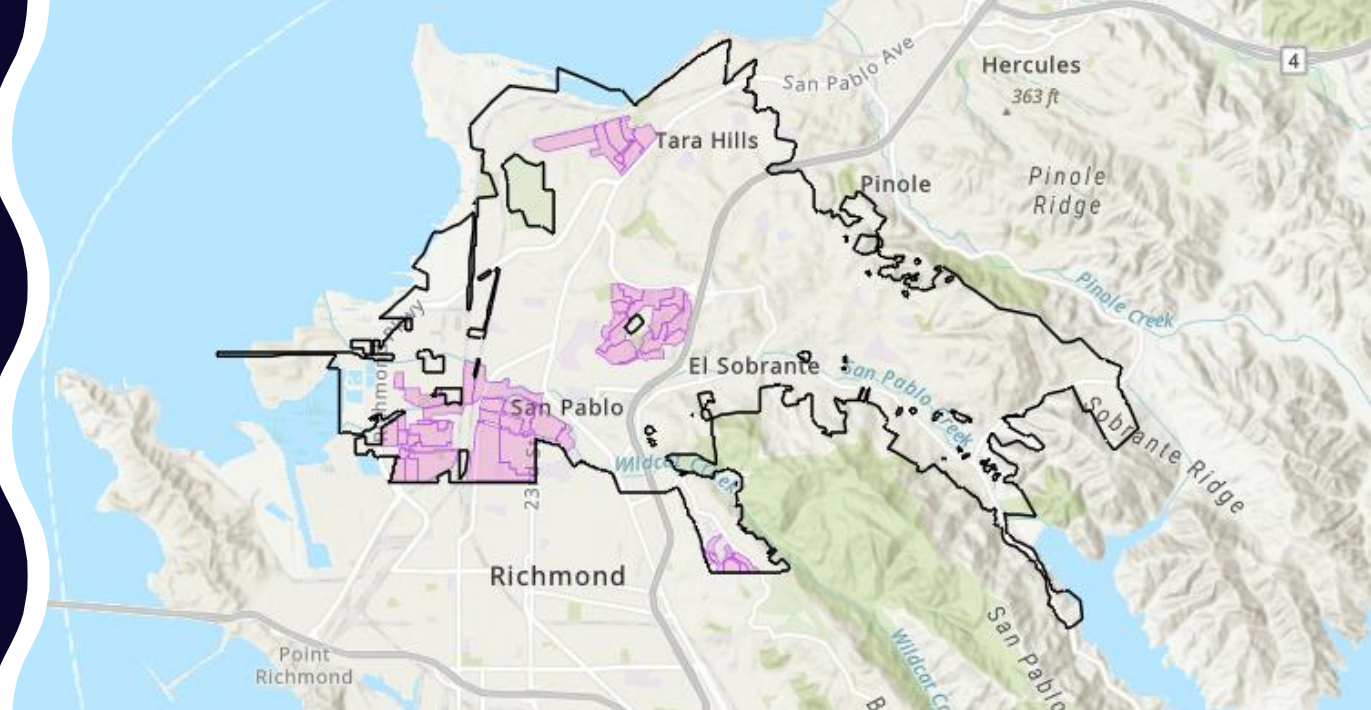 4
San Pablo Ave
Hercules
363 ft
Tara Hills
Pinole
Pinole
Ridge
Pinole Creek
El Sobrante
San Pablo Creek
Sobrante Ridge
San Pablo
Wildcat Creek
23
Richmond
San Pablo
Wildcat Cr
Point
Richmond
B